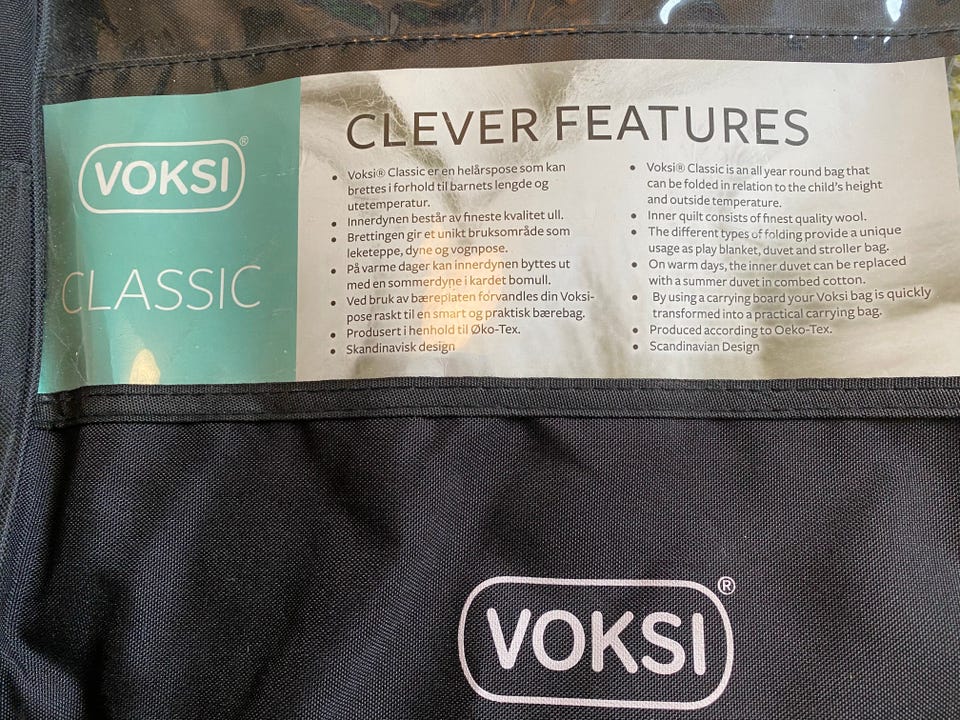 VOKSI®
CLASSIC
CLEVER FEATURES
• Voksi® Classic er en helårspose som kan
brettes i forhold til barnets lengde og
utetemperatur.
• Innerdynen består av fineste kvalitet ull.
• Brettingen gir et unikt bruksområde som
leketeppe, dyne og vognpose.
• På varme dager kan innerdynen byttes ut
med en sommerdyne i kardet bomull.
• Ved bruk av bæreplaten forvandles din Voksi-
pose raskt til en smart og praktisk bærebag.
• Produsert i henhold til Øko-Tex.
• Skandinavisk design
• Voksi® Classic is an all year round bag that
can be folded in relation to the child's height
and outside temperature.
• Inner quilt consists of finest quality wool.
• The different types of folding provide a unique
usage as play blanket, duvet and stroller bag.
• On warm days, the inner duvet can be replaced
with a summer duvet in combed cotton.
• By using a carrying board your Voksi bag is quickly
transformed into a practical carrying bag.
• Produced according to Oeko-Tex.
• Scandinavian Design
VOKSI®